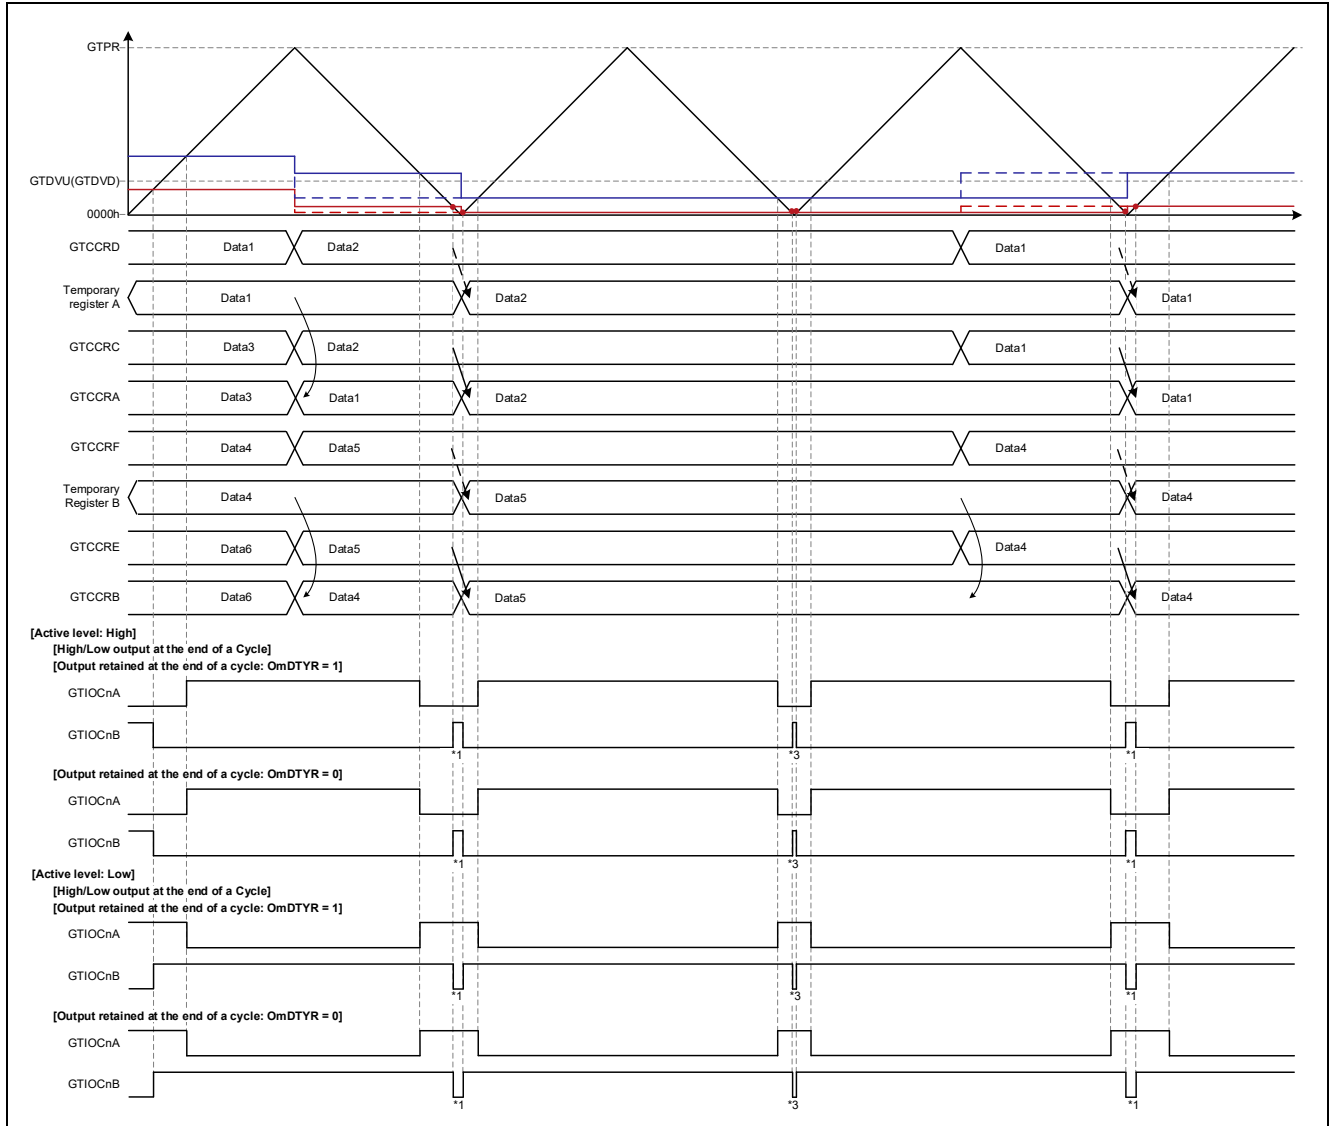 GTPR
GTDVU(GTDVD)
0000h
GTCCRD Data1 Data2 Data1
Temporary
register A Data1 Data2 Data1
GTCCRC Data3 Data2 Data1
GTCCRA Data3 Data1 Data2 Data1
GTCCRF Data4 Data5 Data4
Temporary
Register B Data4 Data5 Data4
GTCCRE Data6 Data5 Data4
GTCCRB Data6 Data4 Data5 Data4
[Active level: High]
[High/Low output at the end of a Cycle]
[Output retained at the end of a cycle: OmDTYR = 1]
GTIOCnA
GTIOCnB
*1 *3 *1
[Output retained at the end of a cycle: OmDTYR = 0]
GTIOCnA
GTIOCnB
*1 *3 *1
[Active level: Low]
[High/Low output at the end of a Cycle]
[Output retained at the end of a cycle: OmDTYR = 1]
GTIOCnA
GTIOCnB
*1 *3 *1
[Output retained at the end of a cycle: OmDTYR = 0]
GTIOCnA
GTIOCnB
*1 *3 *1